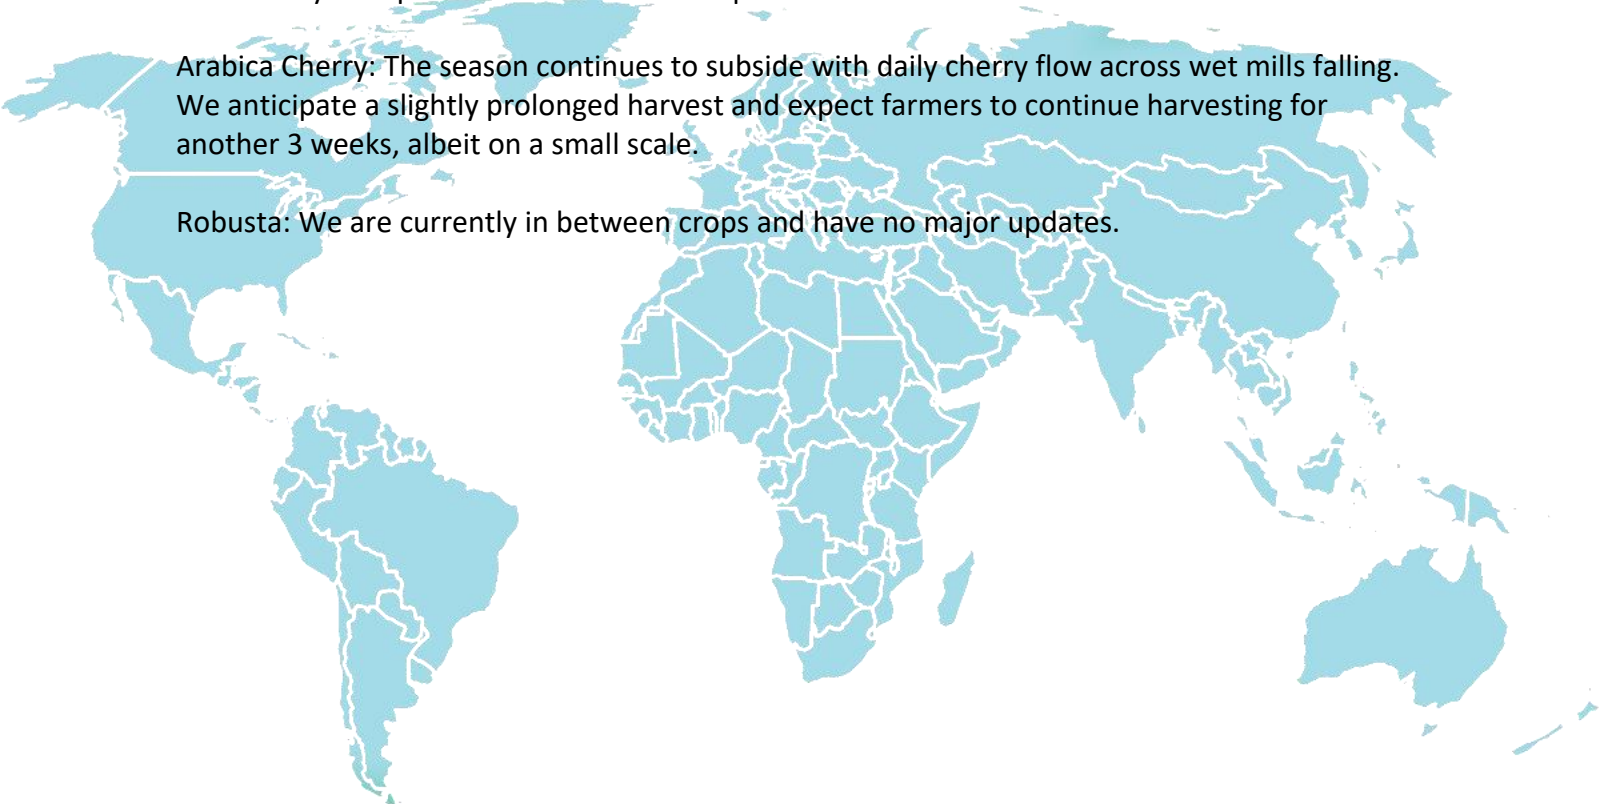 Arabica Cherry: The season continues to subside with daily cherry flow across wet mills falling.
We anticipate a slightly prolonged harvest and expect farmers to continue harvesting for
another 3 weeks, albeit on a small scale.
Robusta: We are currently in between crops and have no major updates.